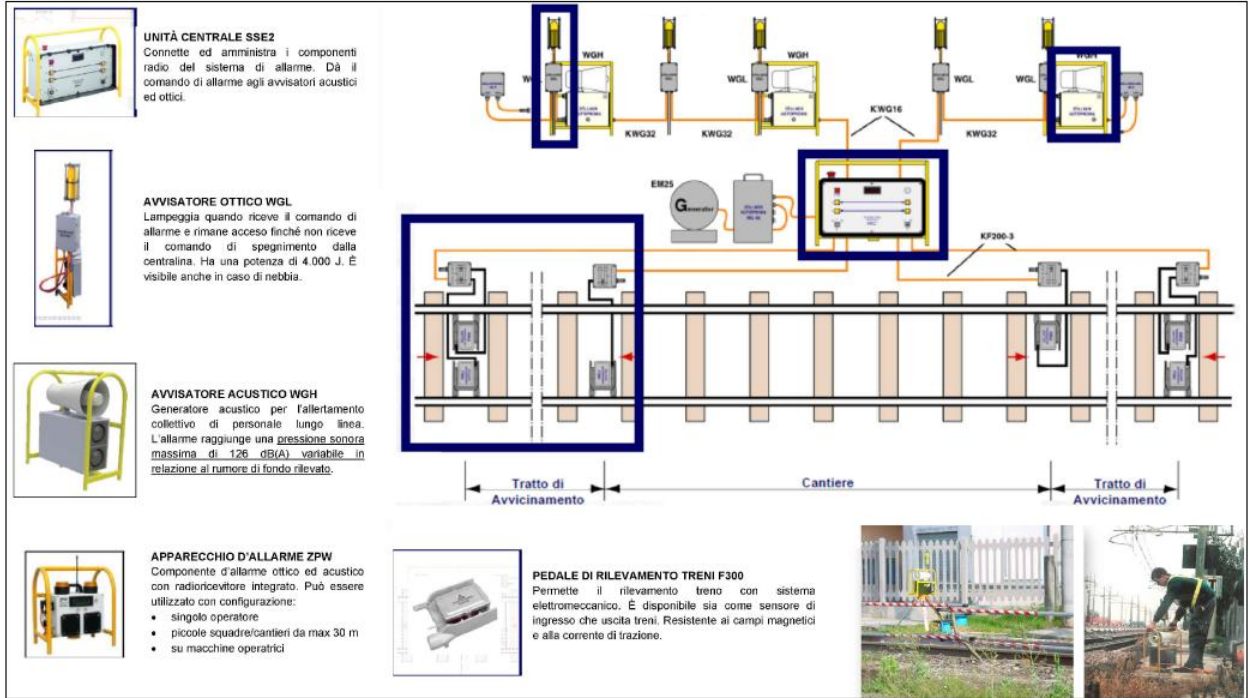 UNITÀ CENTRALE SSE2
Connette ed amministra i componenti
radio del sistema di allarme. Dà il
comando di allarme agli avvisatori acustici
ed ottici.
AVVISATORE OTTICO WGL
Lampeggia quando riceve il comando di
allarme e rimane acceso finché non riceve
il comando di spegnimento dalla
centralina. Ha una potenza di 4.000 J. È
visibile anche in caso di nebbia.
AVVISATORE ACUSTICO WGH
Generatore acustico per l'allertamento
collettivo di personale lungo linea.
L'allarme raggiunge una pressione sonora
massima di 126 dB(A) variabile in
relazione al rumore di fondo rilevato.
APPARECCHIO D'ALLARME ZPW
Componente d'allarme ottico ed acustico
con radioricevitore integrato. Può essere
utilizzato con configurazione:
• singolo operatore
• piccole squadre/cantieri da max 30 m
• su macchine operatrici
WGH
WGH
WGH
WGL
WGL
WGL
KWG16
KWG32
KWG32
KWG32
EM25
Generator
KF200-3
Tratto di
Avvicinamento
Cantiere
Tratto di
Avvicinamento
PEDALE DI RILEVAMENTO TRENI F300
Permette il rilevamento treno con sistema
elettromeccanico. È disponibile sia come sensore di
ingresso che uscita treni. Resistente ai campi magnetici
e alla corrente di trazione.